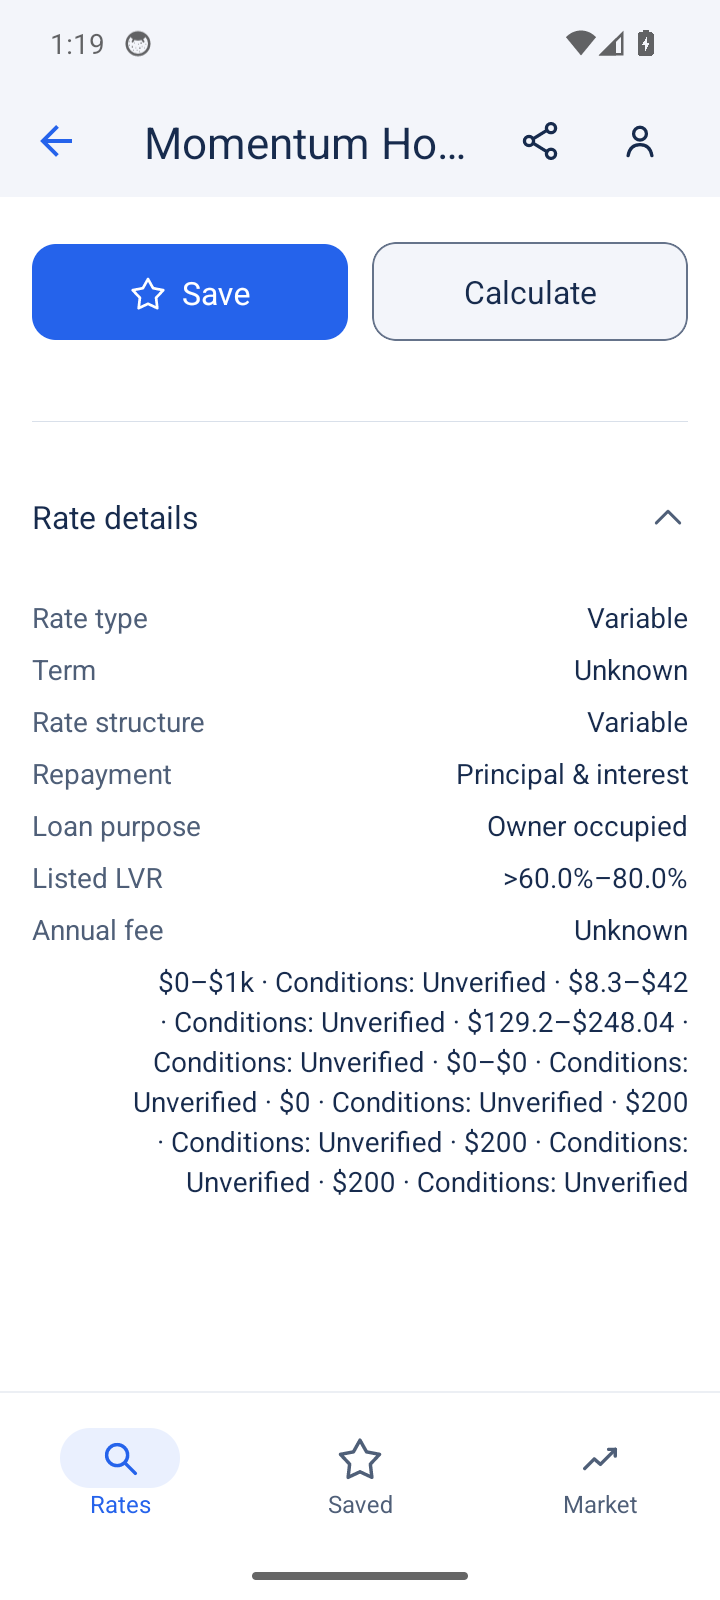 1:19
Momentum Ho...
Save
Calculate
Rate details
Rate type Variable
Term Unknown
Rate structure Variable
Repayment Principal & interest
Loan purpose Owner occupied
Listed LVR >60.0%–80.0%
Annual fee Unknown
$0–$1k · Conditions: Unverified · $8.3–$42
· Conditions: Unverified · $129.2–$248.04 ·
Conditions: Unverified · $0–$0 · Conditions:
Unverified · $0 · Conditions: Unverified · $200
· Conditions: Unverified · $200 · Conditions:
Unverified · $200 · Conditions: Unverified
Rates Saved Market